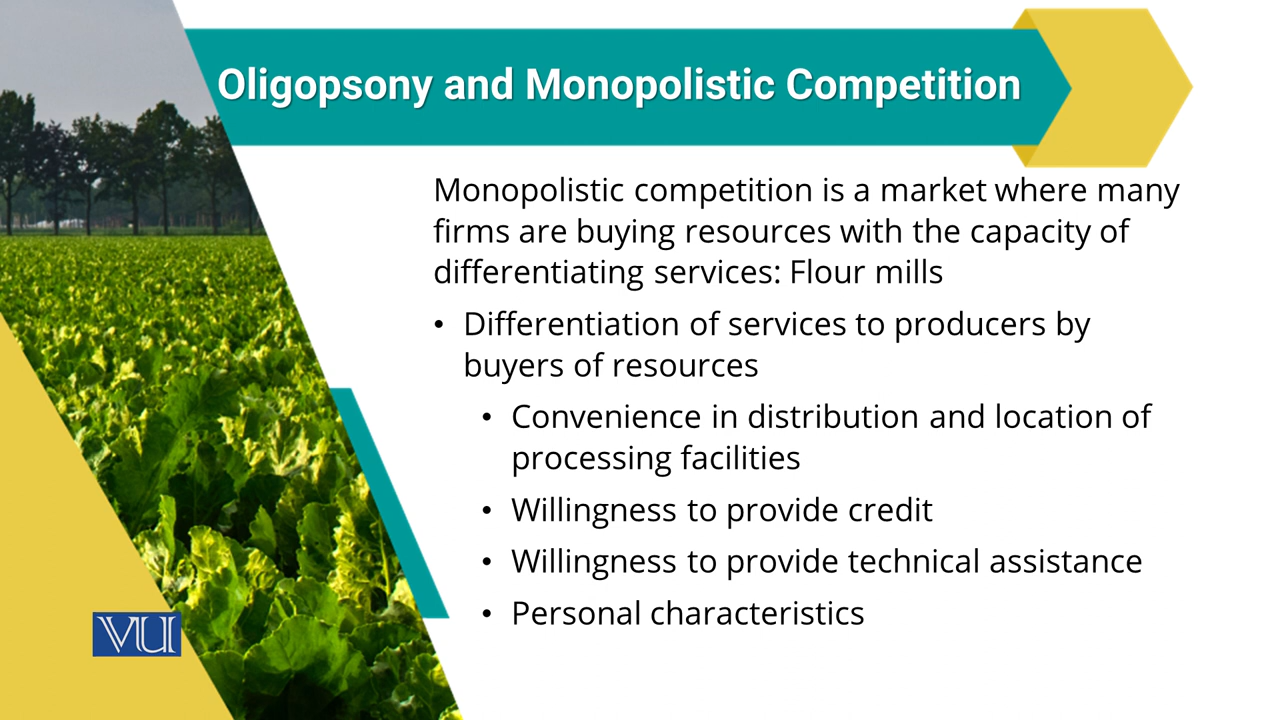 Oligopsony and Monopolistic Competition
Monopolistic competition is a market where many
firms are buying resources with the capacity of
differentiating services: Flour mills
• Differentiation of services to producers by
buyers of resources
• Convenience in distribution and location of
processing facilities
• Willingness to provide credit
• Willingness to provide technical assistance
• Personal characteristics
VU